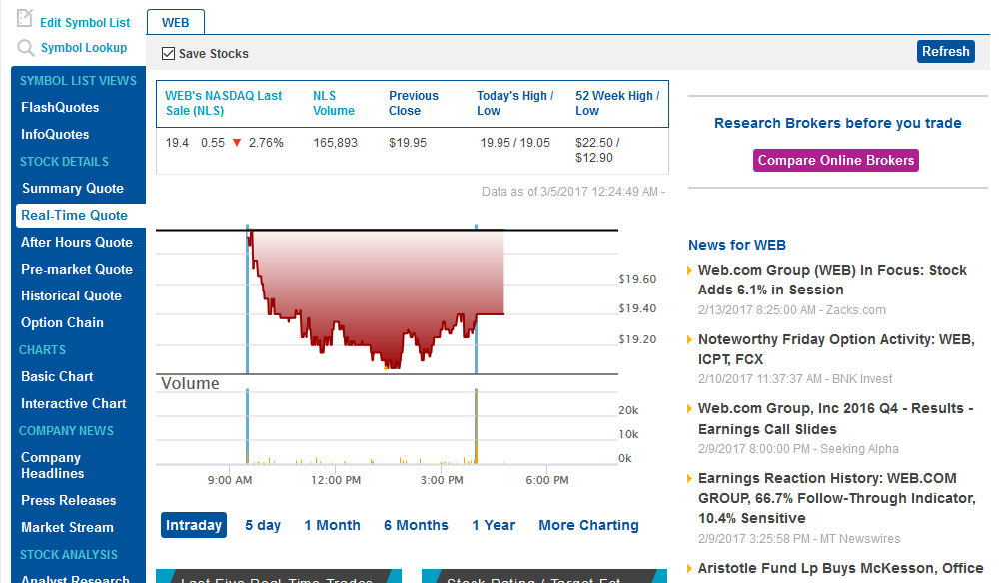 Edit Symbol List
Symbol Lookup
SYMBOL LIST VIEWS
FlashQuotes
InfoQuotes
STOCK DETAILS
Summary Quote
Real-Time Quote
After Hours Quote
Pre-market Quote
Historical Quote
Option Chain
CHARTS
Basic Chart
Interactive Chart
COMPANY NEWS
Company
Headlines
Press Releases
Market Stream
STOCK ANALYSIS
Analyst Research
WEB
Save Stocks
Refresh
WEB's NASDAQ Last
Sale (NLS)
NLS
Volume
Previous
Close
Today's High /
Low
52 Week High /
Low
19.4 0.55 ▼ 2.76%
165,893
$19.95
19.95 / 19.05
$22.50 /
$12.90
Data as of 3/5/2017 12:24:49 AM -
$19.60
$19.40
$19.20
Volume
20k
10k
0k
9:00 AM 12:00 PM 3:00 PM 6:00 PM
Intraday 5 day 1 Month 6 Months 1 Year More Charting
Last Five Real-Time Trades
Stock Rating / Target Est.
Research Brokers before you trade
Compare Online Brokers
News for WEB
Web.com Group (WEB) In Focus: Stock
Adds 6.1% in Session
2/13/2017 8:25:00 AM - Zacks.com
Noteworthy Friday Option Activity: WEB,
ICPT, FCX
2/10/2017 11:37:37 AM - BNK Invest
Web.com Group, Inc 2016 Q4 - Results -
Earnings Call Slides
2/9/2017 8:00:00 PM - Seeking Alpha
Earnings Reaction History: WEB.COM
GROUP, 66.7% Follow-Through Indicator,
10.4% Sensitive
2/9/2017 3:25:58 PM - MT Newswires
Aristotle Fund Lp Buys McKesson, Office